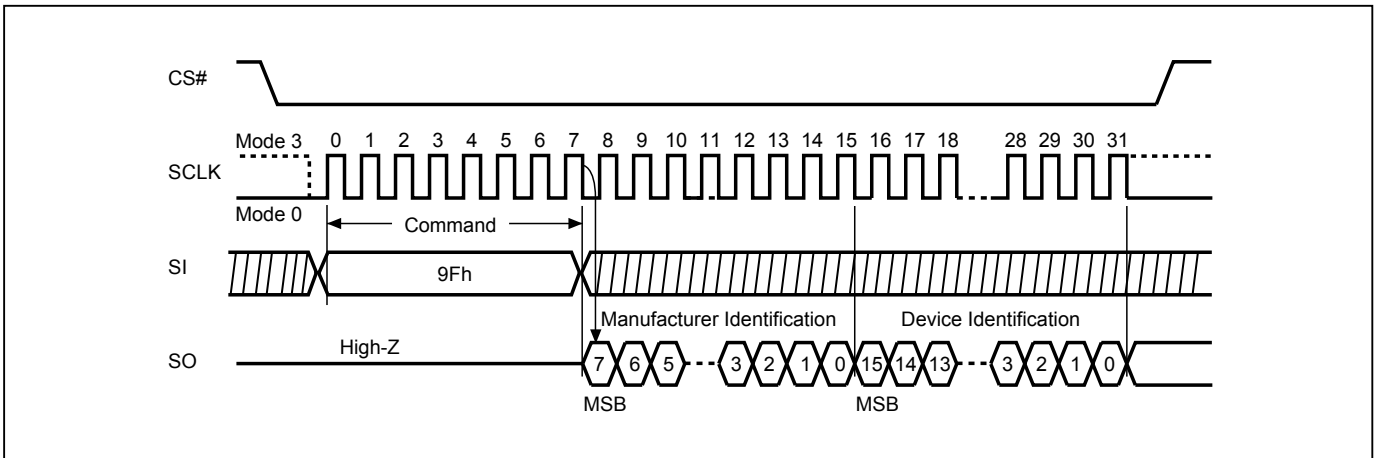 CS#
Mode 3 0 1 2 3 4 5 6 7 8 9 10 11 12 13 14 15 16 17 18 28 29 30 31
SCLK
Mode 0
Command
SI
9Fh
Manufacturer Identification Device Identification
High-Z
SO
7 6 5 3 2 1 0 15 14 13 3 2 1 0
MSB MSB